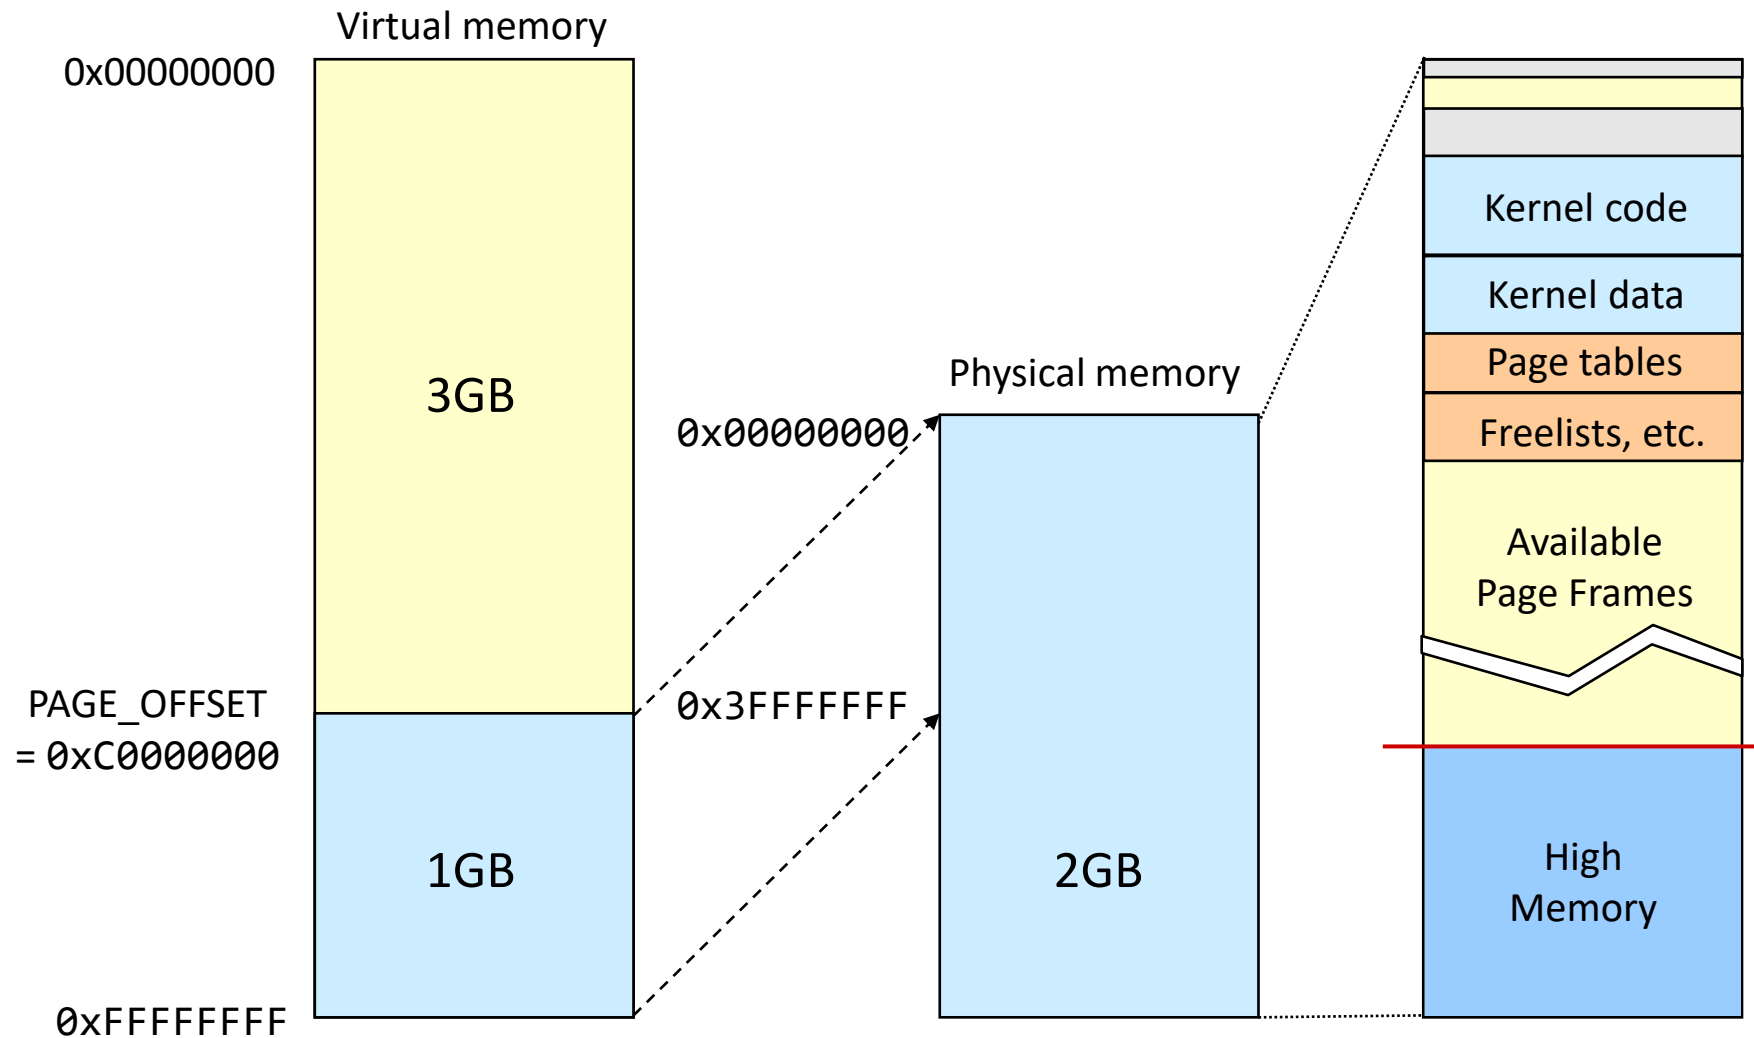 Virtual memory
0x00000000
3GB
PAGE_OFFSET
= 0xC0000000
1GB
0xFFFFFFFF
Physical memory
0x00000000
0x3FFFFFFF
2GB
Kernel code
Kernel data
Page tables
Freelists, etc.
Available
Page Frames
High
Memory